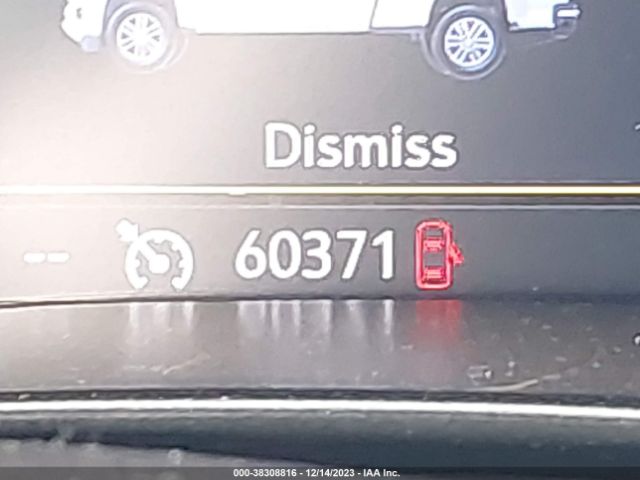 Dismiss
-- 60371
000-38308816 - 12/14/2023 - IAA Inc.